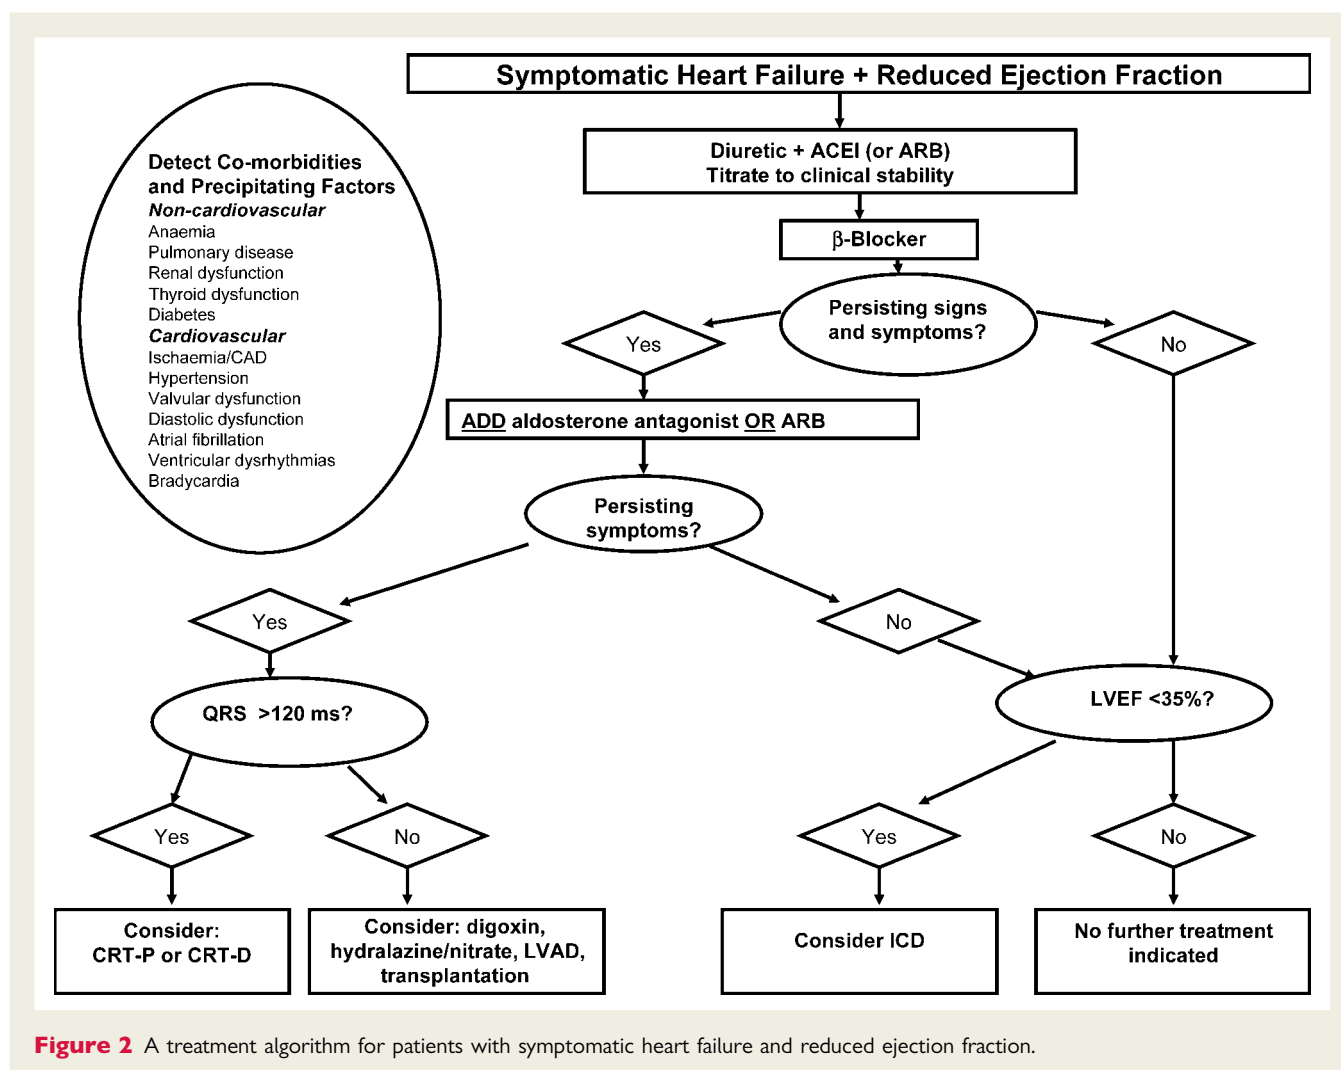 Symptomatic Heart Failure + Reduced Ejection Fraction
Diuretic + ACEI (or ARB)
Titrate to clinical stability
β-Blocker
Persisting signs
and symptoms?
Yes
No
ADD aldosterone antagonist OR ARB
Persisting
symptoms?
Yes
No
QRS >120 ms?
LVEF <35%?
Yes
No
Yes
No
Consider:
CRT-P or CRT-D
Consider: digoxin,
hydralazine/nitrate, LVAD,
transplantation
Consider ICD
No further treatment
indicated
Detect Co-morbidities
and Precipitating Factors
Non-cardiovascular
Anaemia
Pulmonary disease
Renal dysfunction
Thyroid dysfunction
Diabetes
Cardiovascular
Ischaemia/CAD
Hypertension
Valvular dysfunction
Diastolic dysfunction
Atrial fibrillation
Ventricular dysrhythmias
Bradycardia
Figure 2 A treatment algorithm for patients with symptomatic heart failure and reduced ejection fraction.